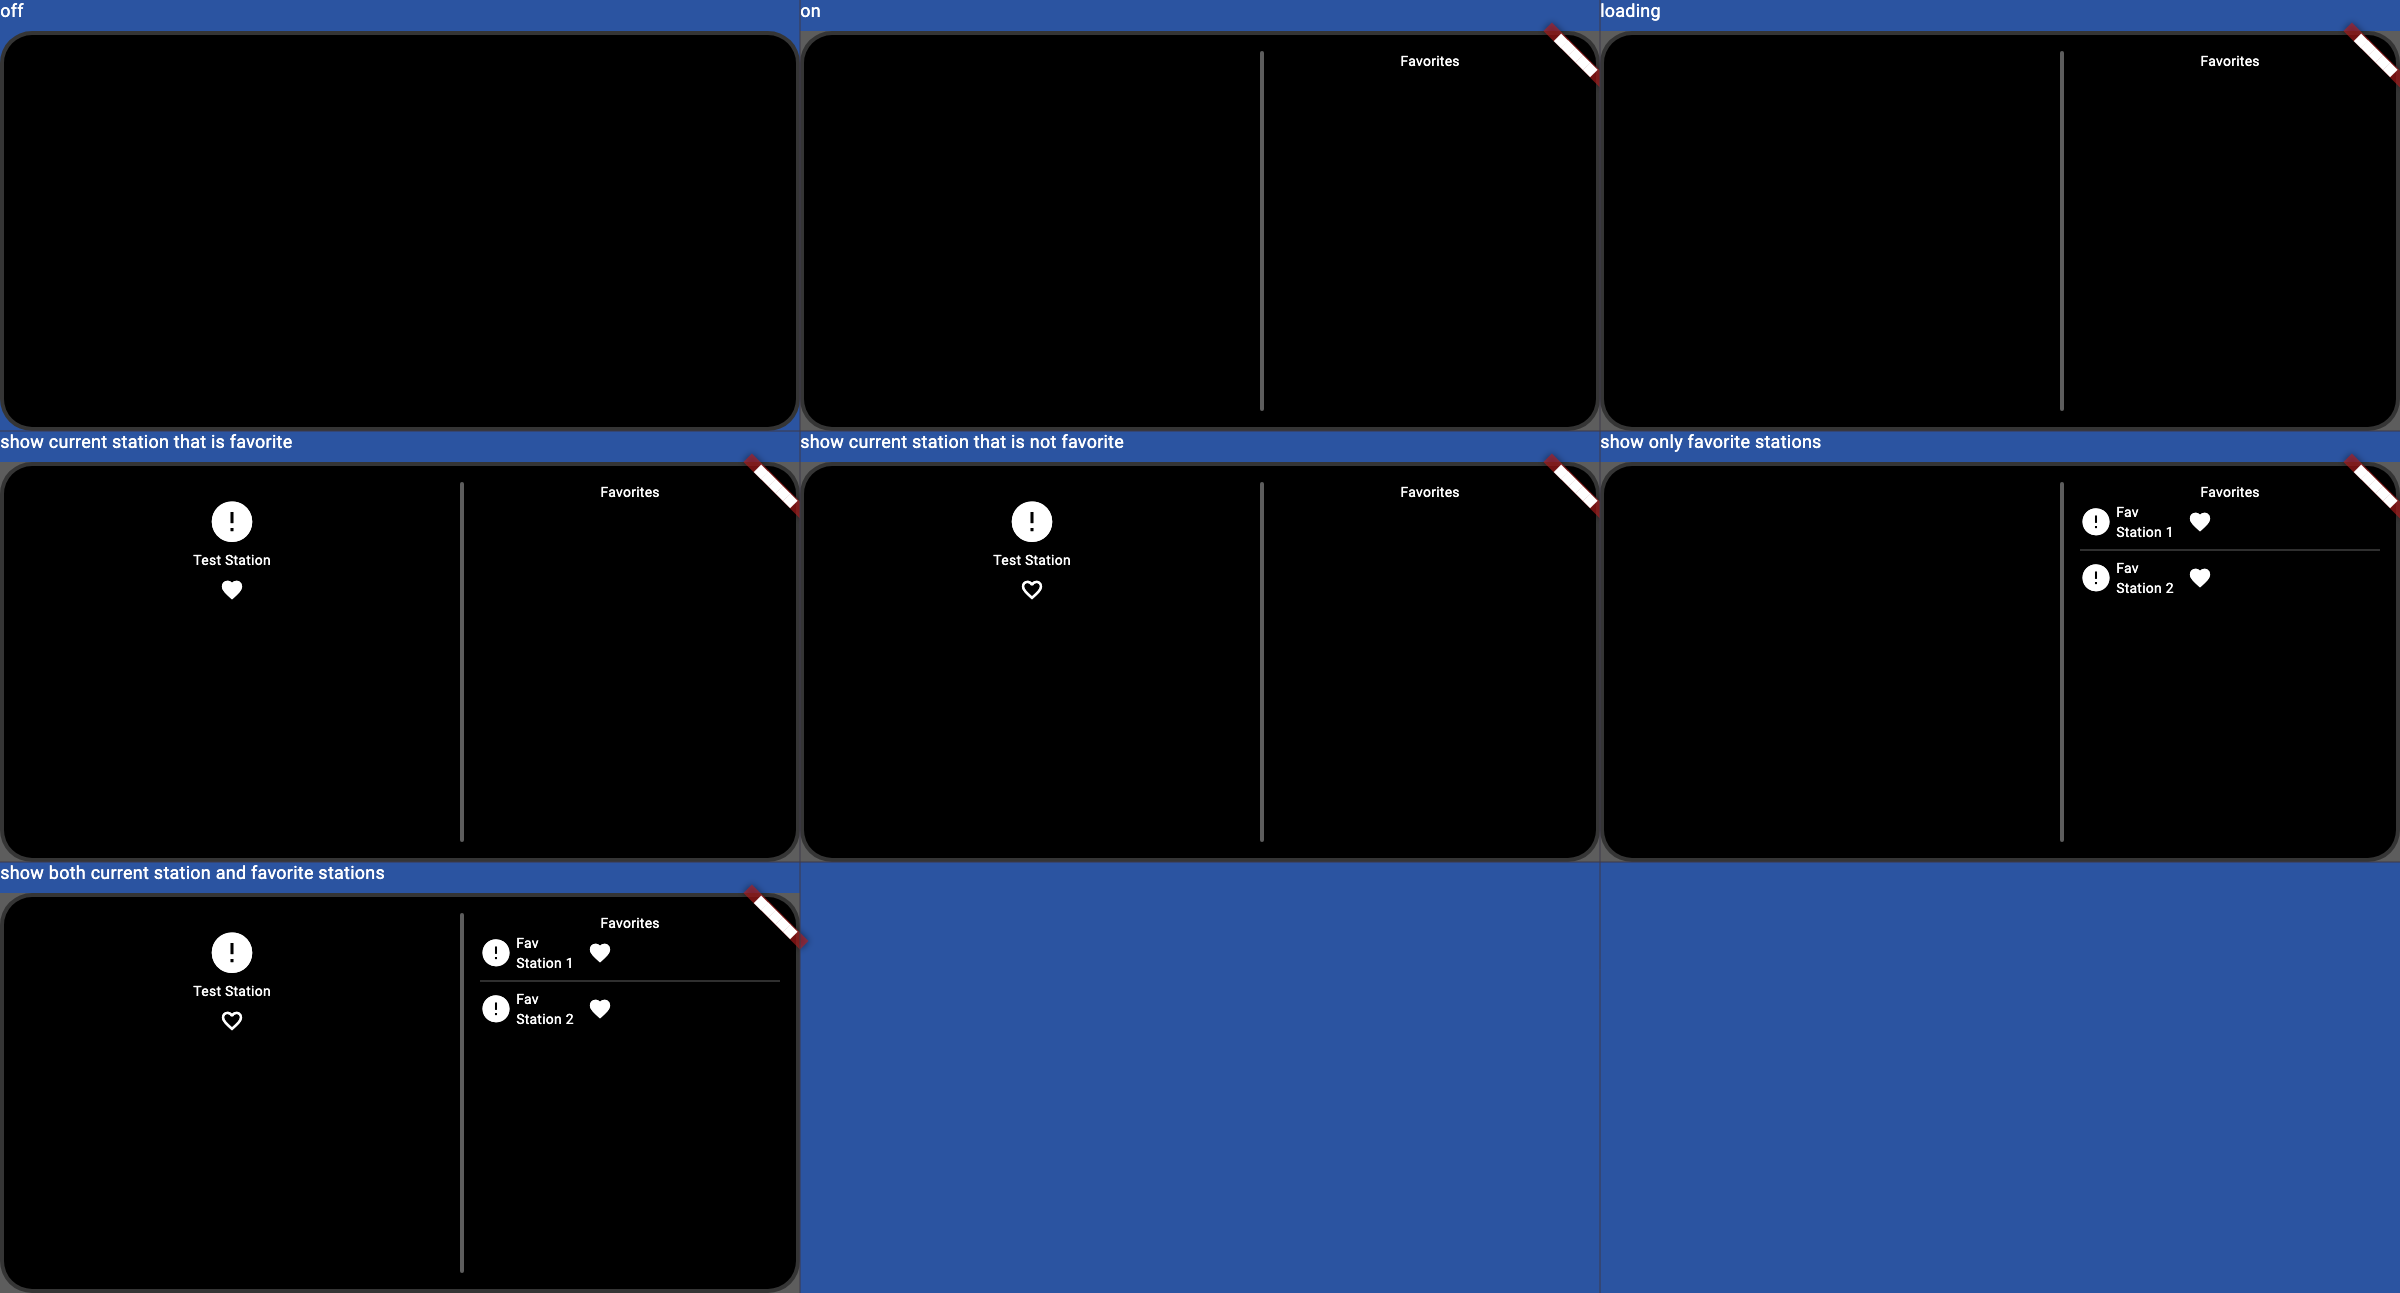 off
on
loading
Favorites
Favorites
show current station that is favorite
show current station that is not favorite
show only favorite stations
Test Station
Favorites
Test Station
Favorites
Favorites
Fav
Station 1
Fav
Station 2
show both current station and favorite stations
Test Station
Favorites
Fav
Station 1
Fav
Station 2